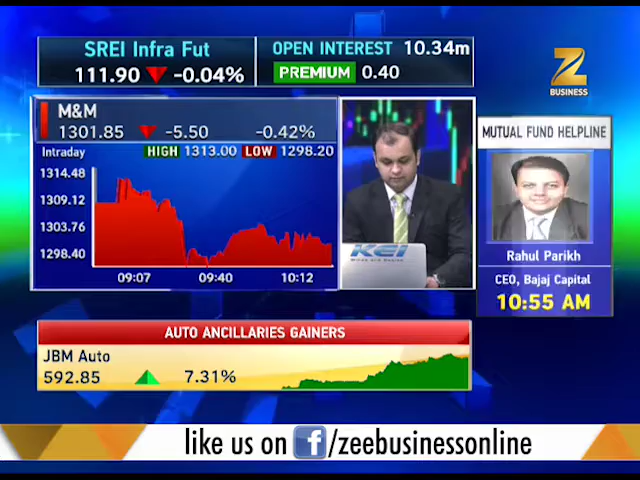 SREI Infra Fut
111.90 -0.04%
OPEN INTEREST 10.34m
PREMIUM 0.40
Z
BUSINESS
M&M
1301.85 -5.50 -0.42%
Intraday HIGH 1313.00 LOW 1298.20
1314.48
1309.12
1303.76
1298.40
09:07 09:40 10:12
KEI
MUTUAL FUND HELPLINE
Rahul Parikh
CEO, Bajaj Capital
10:55 AM
AUTO ANCILLARIES GAINERS
JBM Auto
592.85 7.31%
like us on f/zeebusinessonline